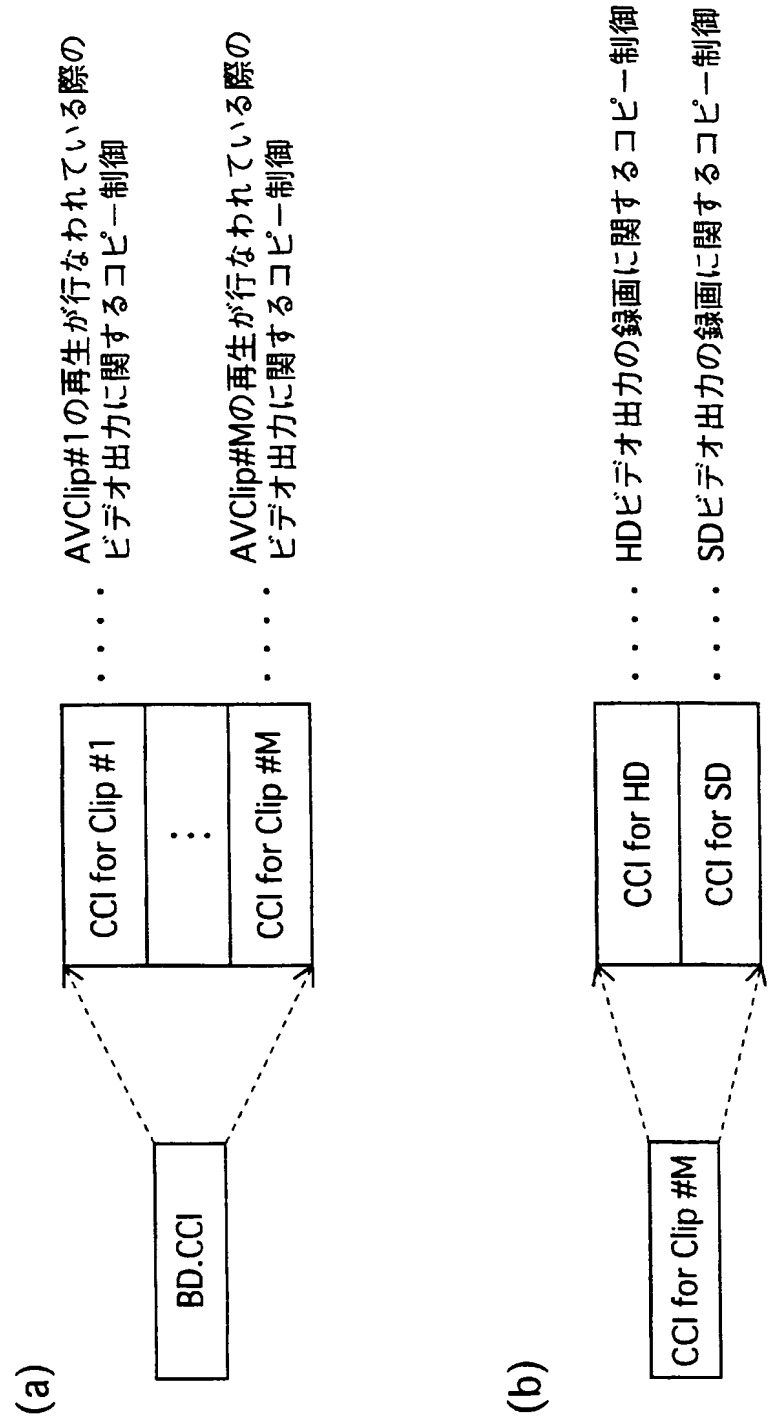 (a)
BD.CCI
CCI for Clip #1
⋮
CCI for Clip #M
・・・・ AVClip#1の再生が行なわれている際の
ビデオ出力に関するコピー制御
・・・・ AVClip#Mの再生が行なわれている際の
ビデオ出力に関するコピー制御
(b)
CCI for Clip #M
CCI for HD
CCI for SD
・・・・ HDビデオ出力の録画に関するコピー制御
・・・・ SDビデオ出力の録画に関するコピー制御